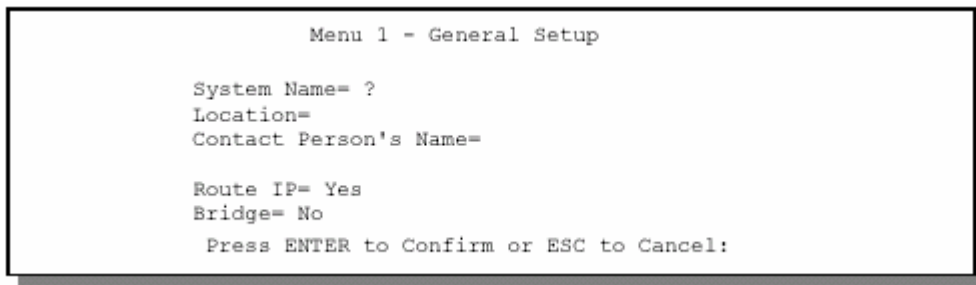 Menu 1 - General Setup
System Name= ?
Location=
Contact Person's Name=
Route IP= Yes
Bridge= No
Press ENTER to Confirm or ESC to Cancel: